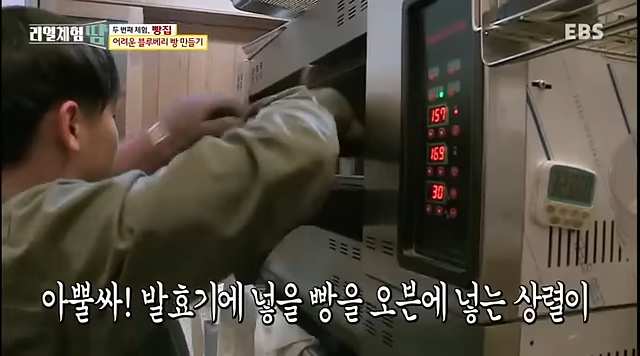 리얼체험 땀
두 번째 체험, 빵집
어려운 블루베리 빵 만들기
EBS
157
169
30
아뿔싸! 발효기에 넣을 빵을 오븐에 넣는 상렬이